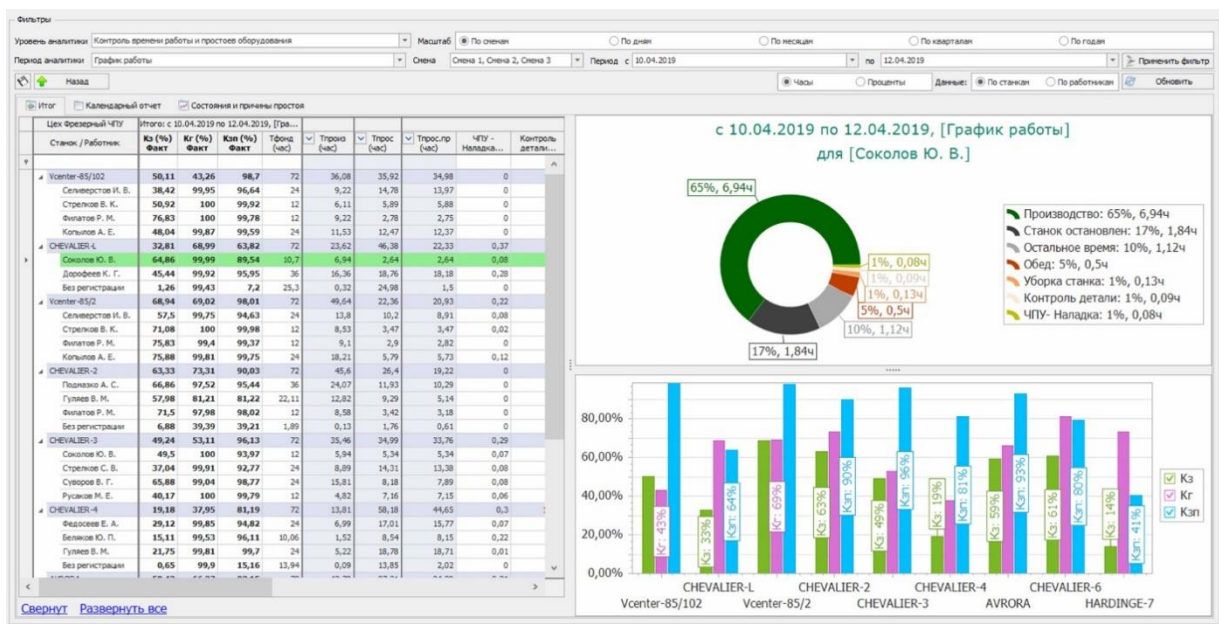 Фильтры
Уровень аналитики Контроль времени работы и простоев оборудования Масштаб По сменам По дням По месяцам По кварталам По годам
Период аналитики График работы Смена Смена 1, Смена 2, Смена 3 Период с 10.04.2019 по 12.04.2019 Применить фильтр
Назад Часы Проценты Данные: По станкам По работникам Обновить
Итог Календарный отчет Состояния и причины простоя
Цех Фрезерный ЧПУ Итого: с 10.04.2019 по 12.04.2019, [Гра...
Станок / Работник Кз (%) Факт Кг (%) Факт Кзп (%) Факт Тфонд (час) Тпроиз (час) Тпрос (час) Тпрос.пр (час) ЧПУ - Наладка... Контроль детали...
Vcenter-85/102 50,11 43,26 98,7 72 36,08 35,92 34,98 0
Селиверстов И. В. 38,42 99,95 96,64 24 9,22 14,78 13,97 0
Стрелков В. К. 50,92 100 99,92 12 6,11 5,89 5,88 0
Филатов Р. М. 76,83 100 99,78 12 9,22 2,78 2,75 0
Копылов А. Е. 48,04 99,87 99,59 24 11,53 12,47 12,37 0
CHEVALIER-L 32,81 68,99 63,82 72 23,62 46,38 22,33 0,37
Соколов Ю. В. 64,86 99,99 89,54 10,7 6,94 2,64 2,64 0,08
Дорофеев К. Г. 45,44 99,92 95,95 36 16,36 18,76 18,18 0,28
Без регистрации 1,26 99,43 7,2 25,3 0,32 24,98 1,5 0
Vcenter-85/2 68,94 69,02 98,01 72 49,64 22,36 20,93 0,22
Селиверстов И. В. 57,5 99,75 94,63 24 13,8 10,2 8,91 0,08
Стрелков В. К. 71,08 100 99,98 12 8,53 3,47 3,47 0,02
Филатов Р. М. 75,83 99,4 99,37 12 9,1 2,9 2,82 0
Копылов А. Е. 75,88 99,81 99,75 24 18,21 5,79 5,73 0,12
CHEVALIER-2 63,33 73,31 90,03 72 45,6 26,4 19,22 0
Подмазко А. С. 66,86 97,52 95,44 36 24,07 11,93 10,29 0
Гуляев В. М. 57,98 81,21 81,22 22,11 12,82 9,29 5,14 0
Филатов Р. М. 71,5 97,98 98,02 12 8,58 3,42 3,18 0
Без регистрации 6,88 39,39 39,21 1,89 0,13 1,76 0,61 0
CHEVALIER-3 49,24 53,11 96,13 72 35,46 34,99 33,76 0,29
Соколов Ю. В. 49,5 100 93,97 12 5,94 5,34 5,34 0,07
Стрелков С. В. 37,04 99,91 92,77 24 8,89 14,31 13,38 0,08
Суворов В. Г. 65,88 99,04 98,77 24 15,81 8,18 7,89 0,08
Русаков М. Е. 40,17 100 99,79 12 4,82 7,16 7,15 0,06
CHEVALIER-4 19,18 37,95 81,19 72 13,81 58,18 44,65 0,3
Федосеев Е. А. 29,12 99,85 94,82 24 6,99 17,01 15,77 0,07
Беляков Ю. П. 15,11 99,53 96,11 10,06 1,52 8,54 8,15 0,22
Гуляев В. М. 21,75 99,81 99,7 24 5,22 18,78 18,71 0,01
Без регистрации 0,65 99,9 15,16 13,94 0,09 13,85 2,02 0
Свернут Развернуть все
с 10.04.2019 по 12.04.2019, [График работы]
для [Соколов Ю. В.]
65%, 6,94ч
1%, 0,08ч
1%, 0,09ч
1%, 0,13ч
5%, 0,5ч
10%, 1,12ч
17%, 1,84ч
Производство: 65%, 6,94ч
Станок остановлен: 17%, 1,84ч
Остальное время: 10%, 1,12ч
Обед: 5%, 0,5ч
Уборка станка: 1%, 0,13ч
Контроль детали: 1%, 0,09ч
ЧПУ- Наладка: 1%, 0,08ч
80,00%
60,00%
40,00%
20,00%
0,00%
Кг: 43% Кз: 33% Кзп: 64% Кг: 69% Кз: 63% Кзп: 90% Кз: 49% Кзп: 96% Кз: 19% Кзп: 81% Кз: 59% Кзп: 93% Кз: 61% Кзп: 80% Кз: 14% Кзп: 41%
Кз
Кг
Кзп
CHEVALIER-L CHEVALIER-2 CHEVALIER-4 CHEVALIER-6
Vcenter-85/102 Vcenter-85/2 CHEVALIER-3 AVRORA HARDINGE-7